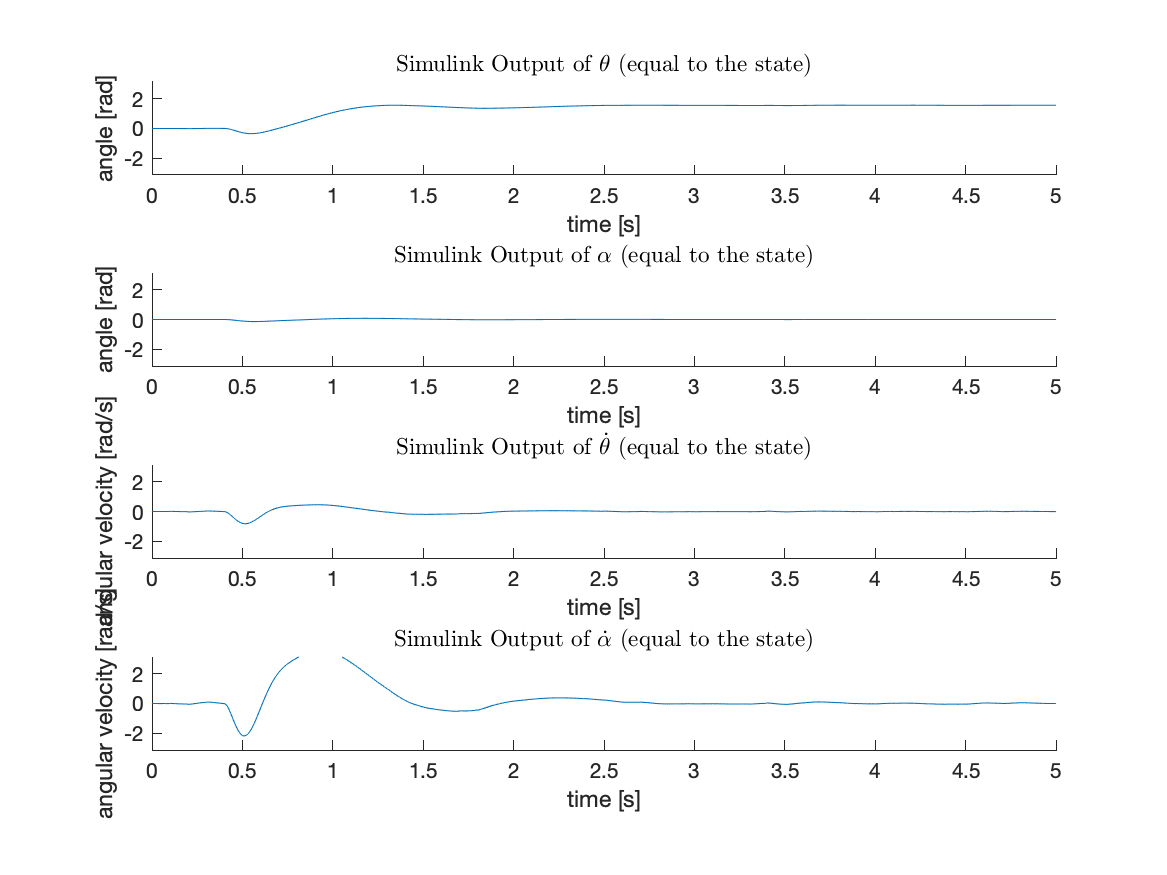 Simulink Output of θ (equal to the state)
angle [rad]
2
0
-2
0 0.5 1 1.5 2 2.5 3 3.5 4 4.5 5
time [s]
Simulink Output of α (equal to the state)
angle [rad]
2
0
-2
0 0.5 1 1.5 2 2.5 3 3.5 4 4.5 5
time [s]
Simulink Output of θ̇ (equal to the state)
angular velocity [rad/s]
2
0
-2
0 0.5 1 1.5 2 2.5 3 3.5 4 4.5 5
time [s]
Simulink Output of α̇ (equal to the state)
angular velocity [rad/s]
2
0
-2
0 0.5 1 1.5 2 2.5 3 3.5 4 4.5 5
time [s]